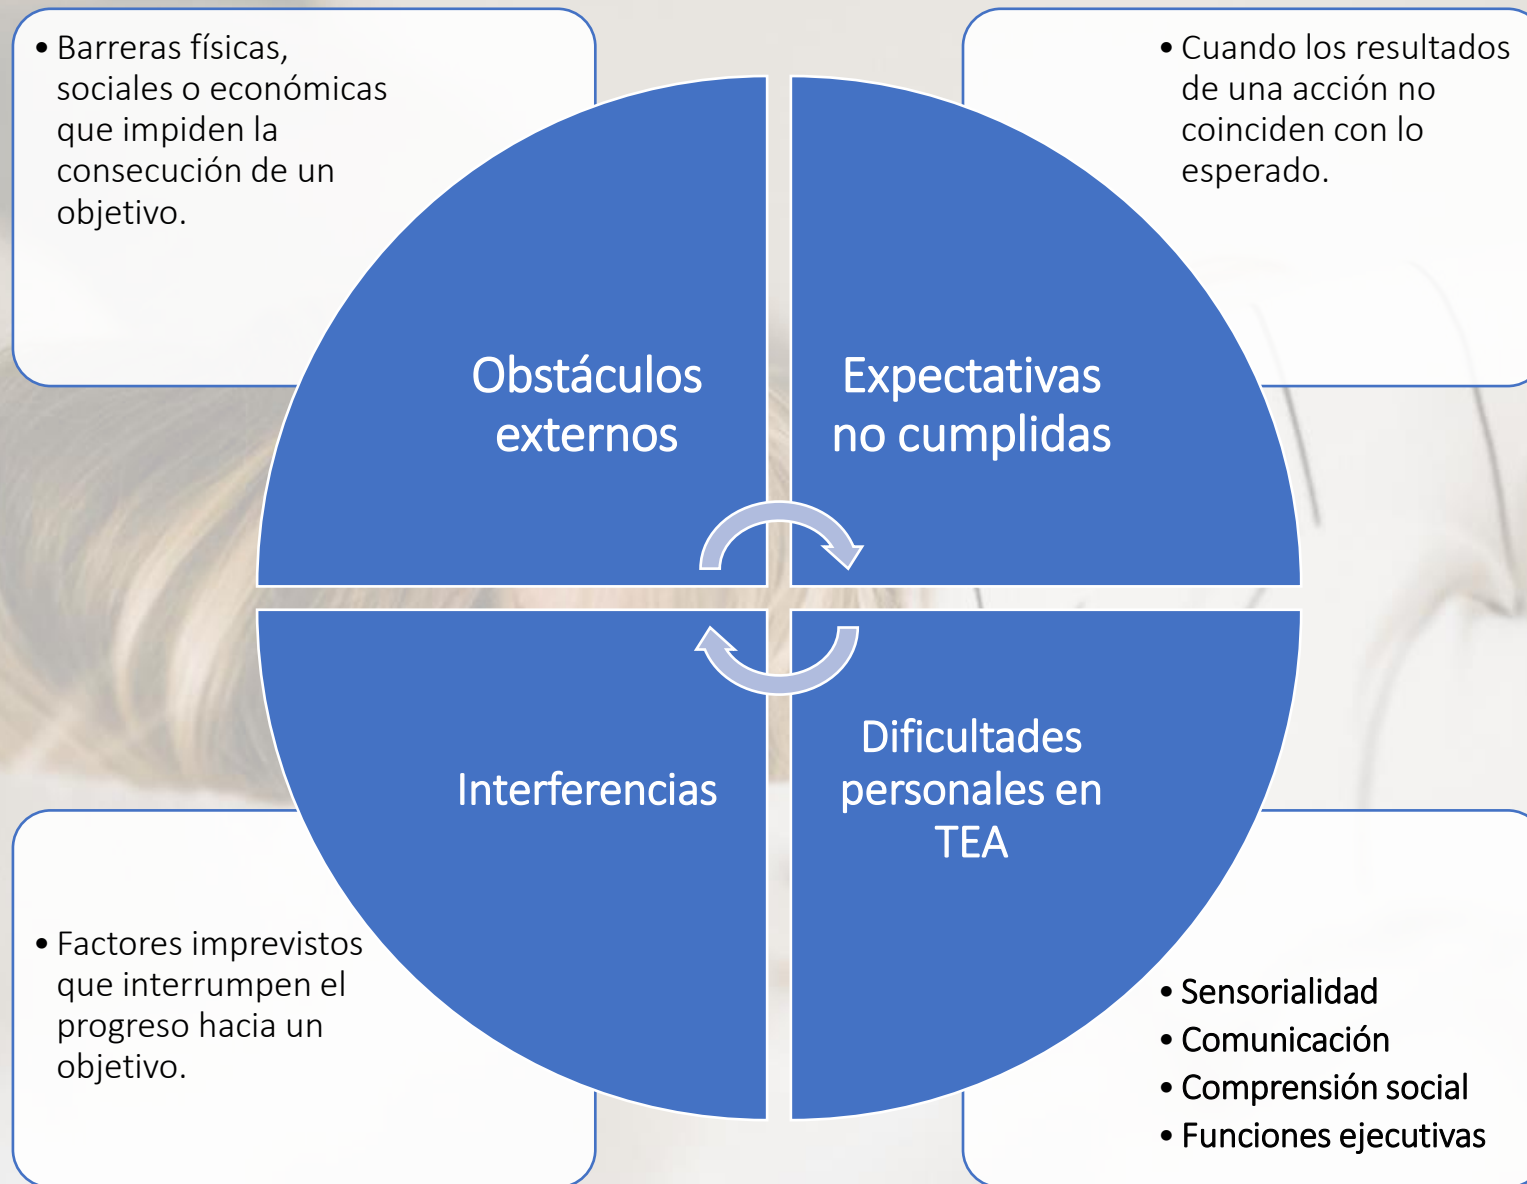 • Barreras físicas,
sociales o económicas
que impiden la
consecución de un
objetivo.
• Cuando los resultados
de una acción no
coinciden con lo
esperado.
Obstáculos
externos
Expectativas
no cumplidas
Interferencias
Dificultades
personales en
TEA
• Factores imprevistos
que interrumpen el
progreso hacia un
objetivo.
• Sensorialidad
• Comunicación
• Comprensión social
• Funciones ejecutivas